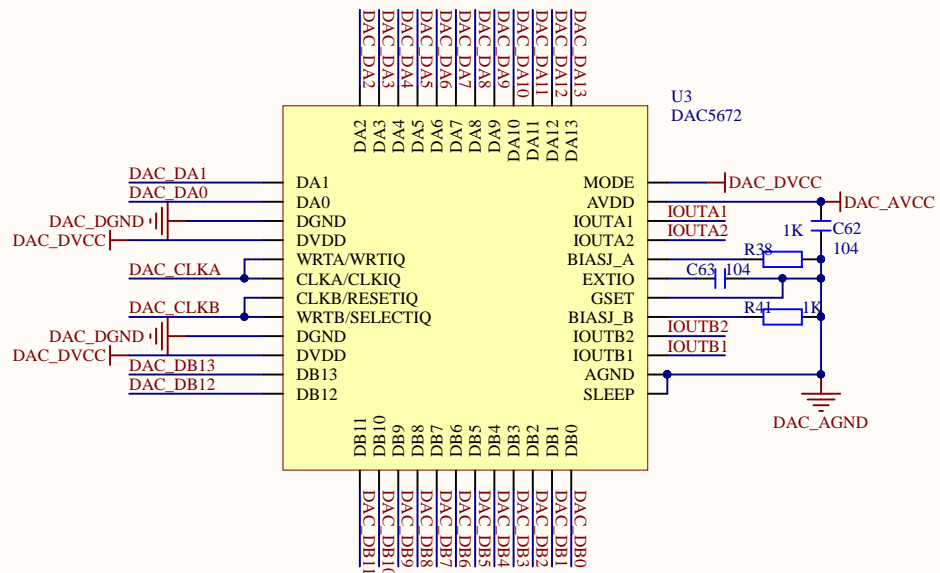 DAC_DA2
DAC_DA3
DAC_DA4
DAC_DA5
DAC_DA6
DAC_DA7
DAC_DA8
DAC_DA9
DAC_DA10
DAC_DA11
DAC_DA12
DAC_DA13
U3
DAC5672
DA2
DA3
DA4
DA5
DA6
DA7
DA8
DA9
DA10
DA11
DA12
DA13
DAC_DA1
DA1
MODE
DAC_DVCC
DAC_DA0
DA0
AVDD
DAC_AVCC
DAC_DGND
DGND
IOUTA1
IOUTA1
1K
C62
DAC_DVCC
DVDD
IOUTA2
IOUTA2
104
WRTA/WRTIQ
BIASJ_A
R38
DAC_CLKA
CLKA/CLKIQ
EXTIO
C63
104
CLKB/RESETIQ
GSET
DAC_CLKB
WRTB/SELECTIQ
BIASJ_B
R41
1K
DAC_DGND
DGND
IOUTB2
IOUTB2
DAC_DVCC
DVDD
IOUTB1
IOUTB1
DAC_DB13
DB13
AGND
DAC_DB12
DB12
SLEEP
DAC_AGND
DB11
DB10
DB9
DB8
DB7
DB6
DB5
DB4
DB3
DB2
DB1
DB0
DAC_DB11
DAC_DB10
DAC_DB9
DAC_DB8
DAC_DB7
DAC_DB6
DAC_DB5
DAC_DB4
DAC_DB3
DAC_DB2
DAC_DB1
DAC_DB0